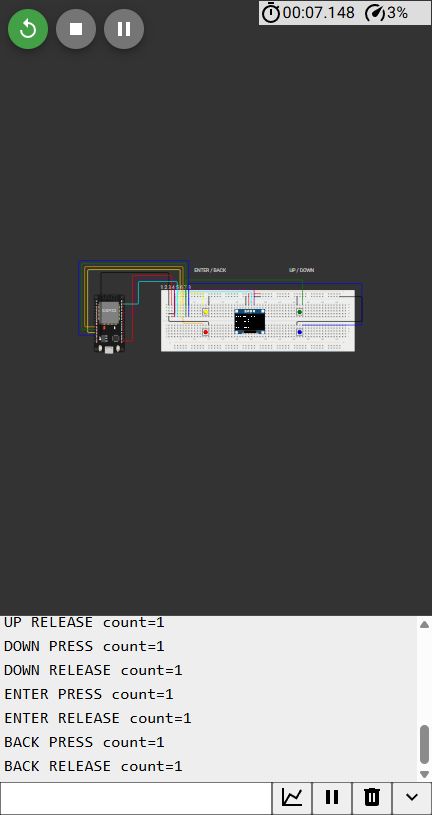 00:07.148 3%
ENTER / BACK UP / DOWN
UP RELEASE count=1
DOWN PRESS count=1
DOWN RELEASE count=1
ENTER PRESS count=1
ENTER RELEASE count=1
BACK PRESS count=1
BACK RELEASE count=1